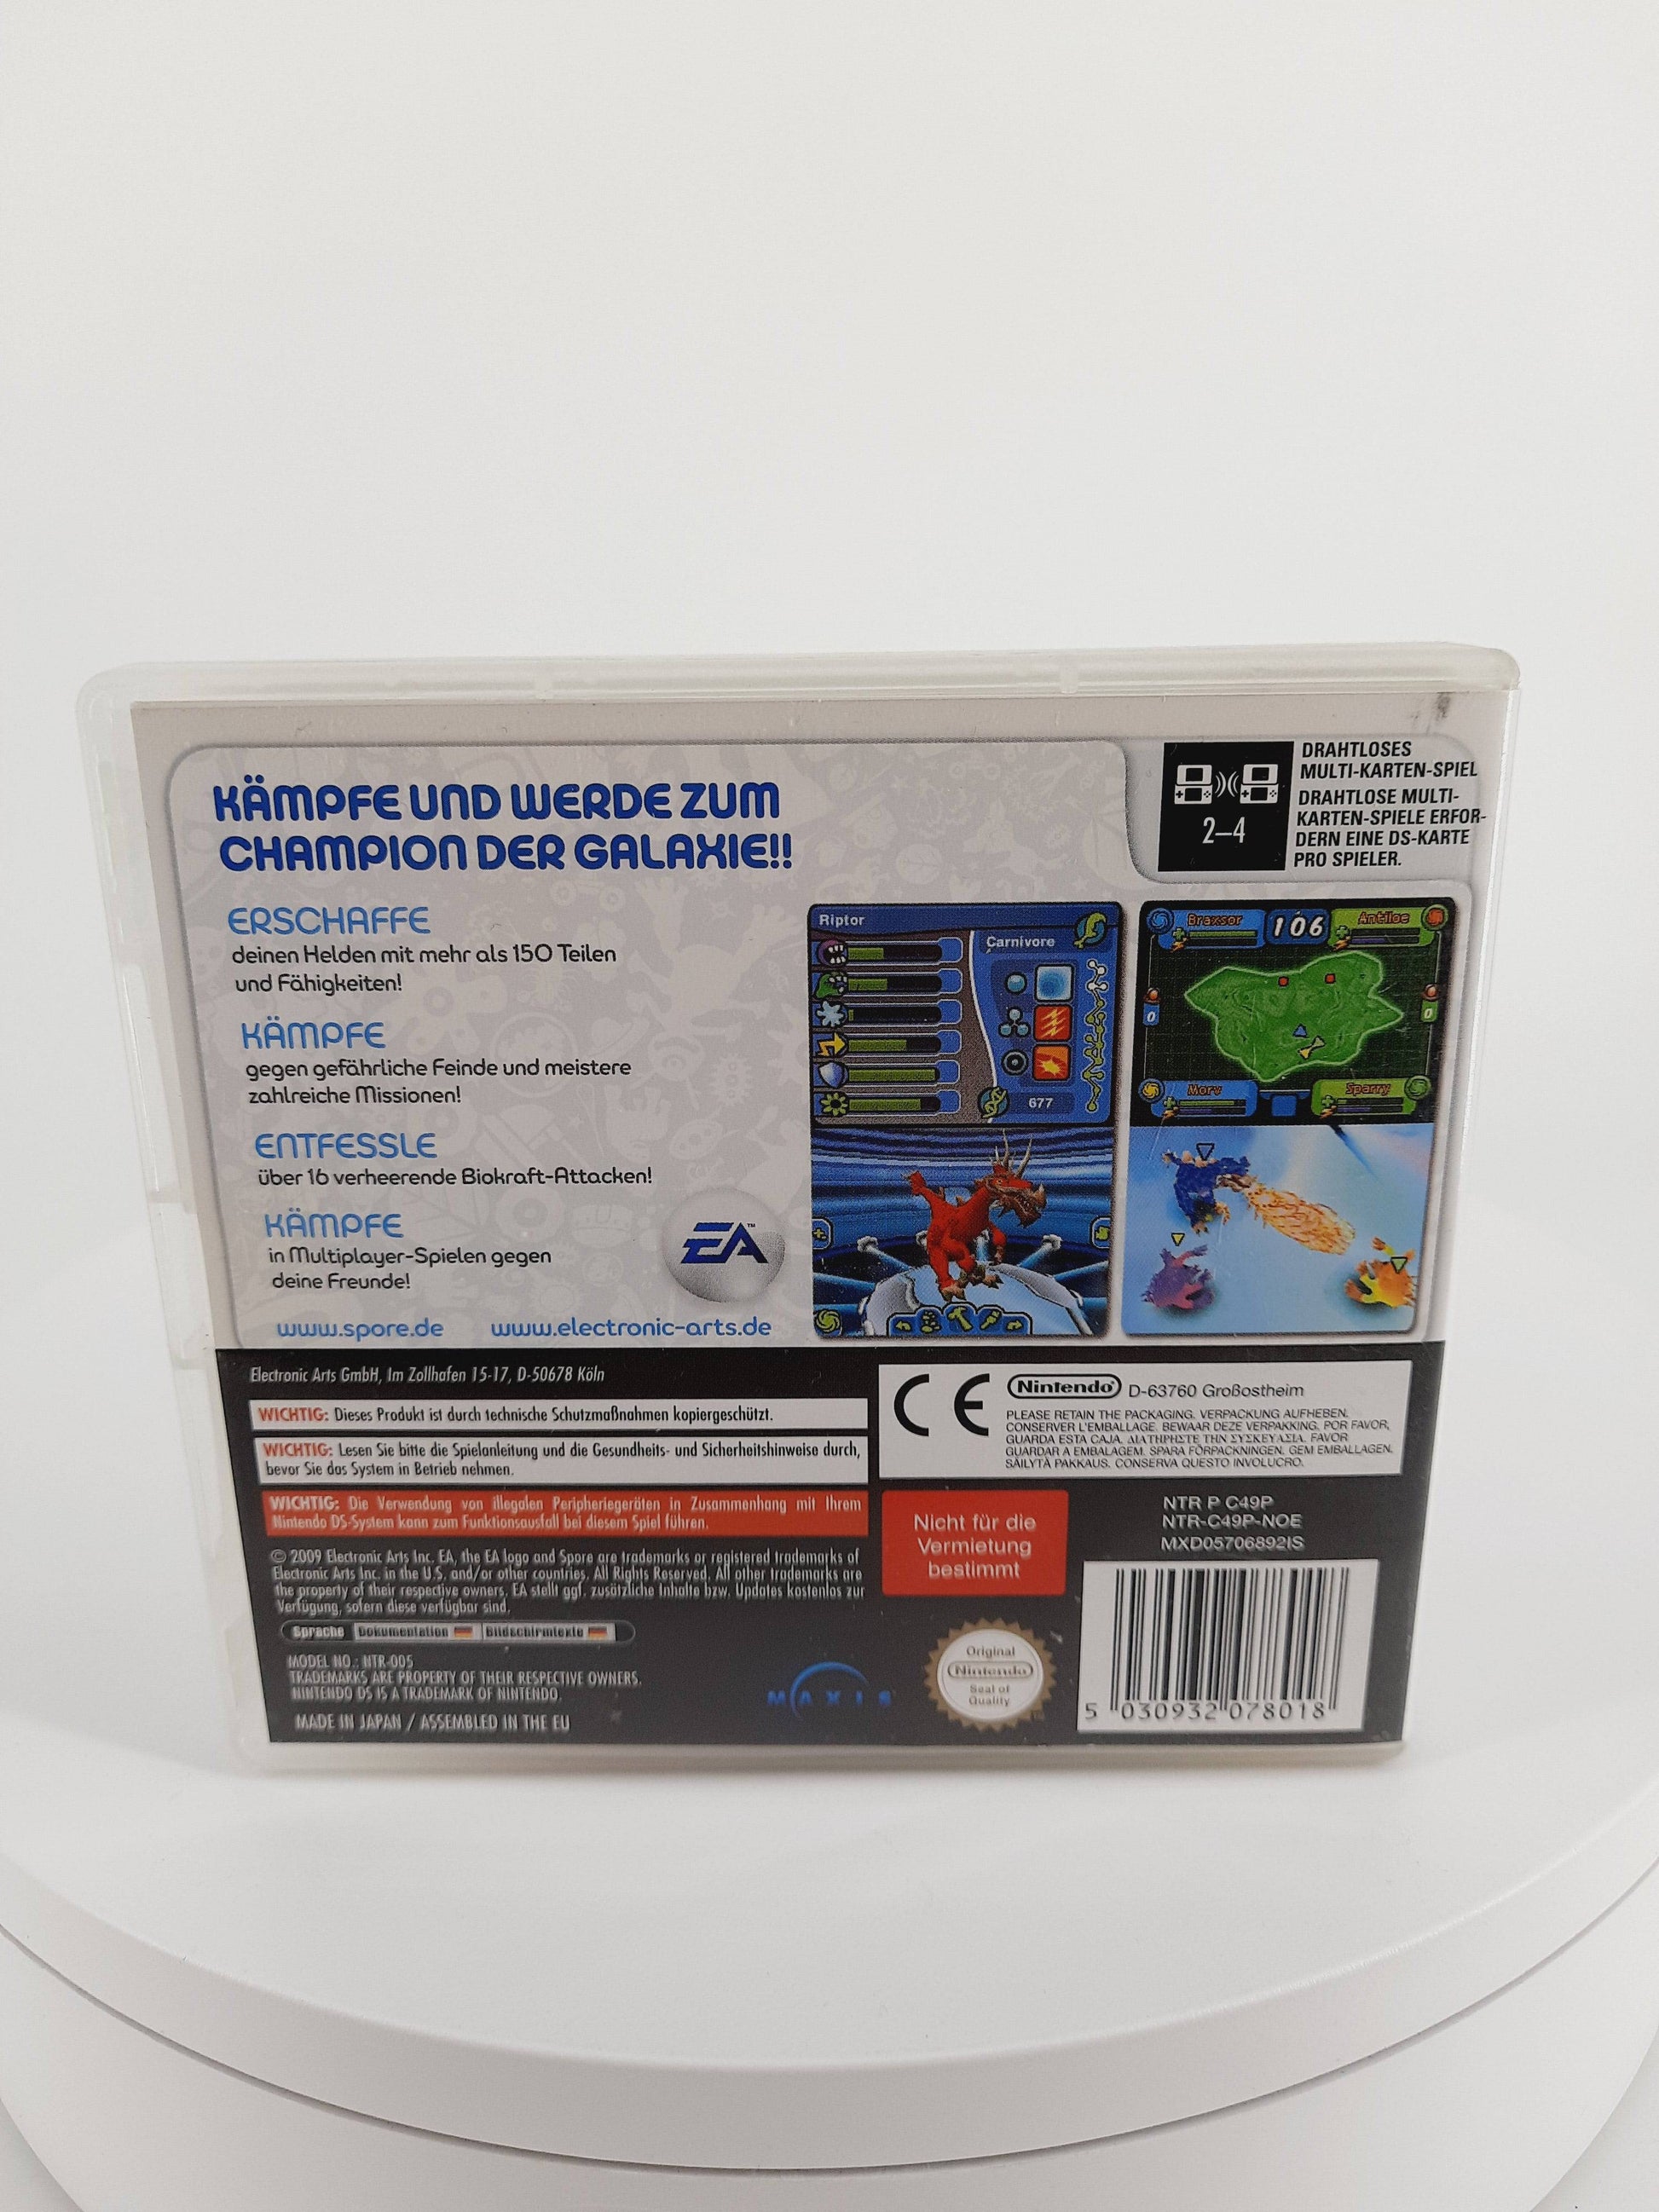 KÄMPFE UND WERDE ZUM
CHAMPION DER GALAXIE!!
ERSCHAFFE
deinen Helden mit mehr als 150 Teilen
und Fähigkeiten!
KÄMPFE
gegen gefährliche Feinde und meistere
zahlreiche Missionen!
ENTFESSLE
über 16 verheerende Biokraft-Attacken!
KÄMPFE
in Multiplayer-Spielen gegen
deine Freunde!
EA™
www.spore.de www.electronic-arts.de
2–4
DRAHTLOSES
MULTI-KARTEN-SPIEL
DRAHTLOSE MULTI-
KARTEN-SPIELE ERFOR-
DERN EINE DS-KARTE
PRO SPIELER.
Riptor
Carnivore
677
Braxsor 106 Antiloe
0 0
Morv Sparry
Electronic Arts GmbH, Im Zollhafen 15-17, D-50678 Köln
WICHTIG: Dieses Produkt ist durch technische Schutzmaßnahmen kopiergeschützt.
WICHTIG: Lesen Sie bitte die Spielanleitung und die Gesundheits- und Sicherheitshinweise durch,
bevor Sie das System in Betrieb nehmen.
WICHTIG: Die Verwendung von illegalen Peripheriegeräten in Zusammenhang mit Ihrem
Nintendo DS-System kann zum Funktionsausfall bei diesem Spiel führen.
© 2009 Electronic Arts Inc. EA, the EA logo and Spore are trademarks or registered trademarks of
Electronic Arts Inc. in the U.S. and/or other countries. All Rights Reserved. All other trademarks are
the property of their respective owners. EA stellt ggf. zusätzliche Inhalte bzw. Updates kostenlos zur
Verfügung, sofern diese verfügbar sind.
Sprache Dokumentation Bildschirmtexte
MODEL NO.: NTR-005
TRADEMARKS ARE PROPERTY OF THEIR RESPECTIVE OWNERS.
NINTENDO DS IS A TRADEMARK OF NINTENDO.
MADE IN JAPAN / ASSEMBLED IN THE EU
MAXIS
CE Nintendo® D-63760 Großostheim
PLEASE RETAIN THE PACKAGING. VERPACKUNG AUFHEBEN.
CONSERVER L'EMBALLAGE. BEWAAR DEZE VERPAKKING. POR FAVOR,
GUARDA ESTA CAJA. ΔΙΑΤΗΡΗΣΤΕ ΤΗΝ ΣΥΣΚΕΥΑΣΙΑ. FAVOR
GUARDAR A EMBALAGEM. SPARA FÖRPACKNINGEN. GEM EMBALLAGEN.
SÄILYTÄ PAKKAUS. CONSERVA QUESTO INVOLUCRO.
Nicht für die
Vermietung
bestimmt
NTR P C49P
NTR-C49P-NOE
MXD05706892IS
Original
Nintendo
Seal of
Quality
5 030932 078018